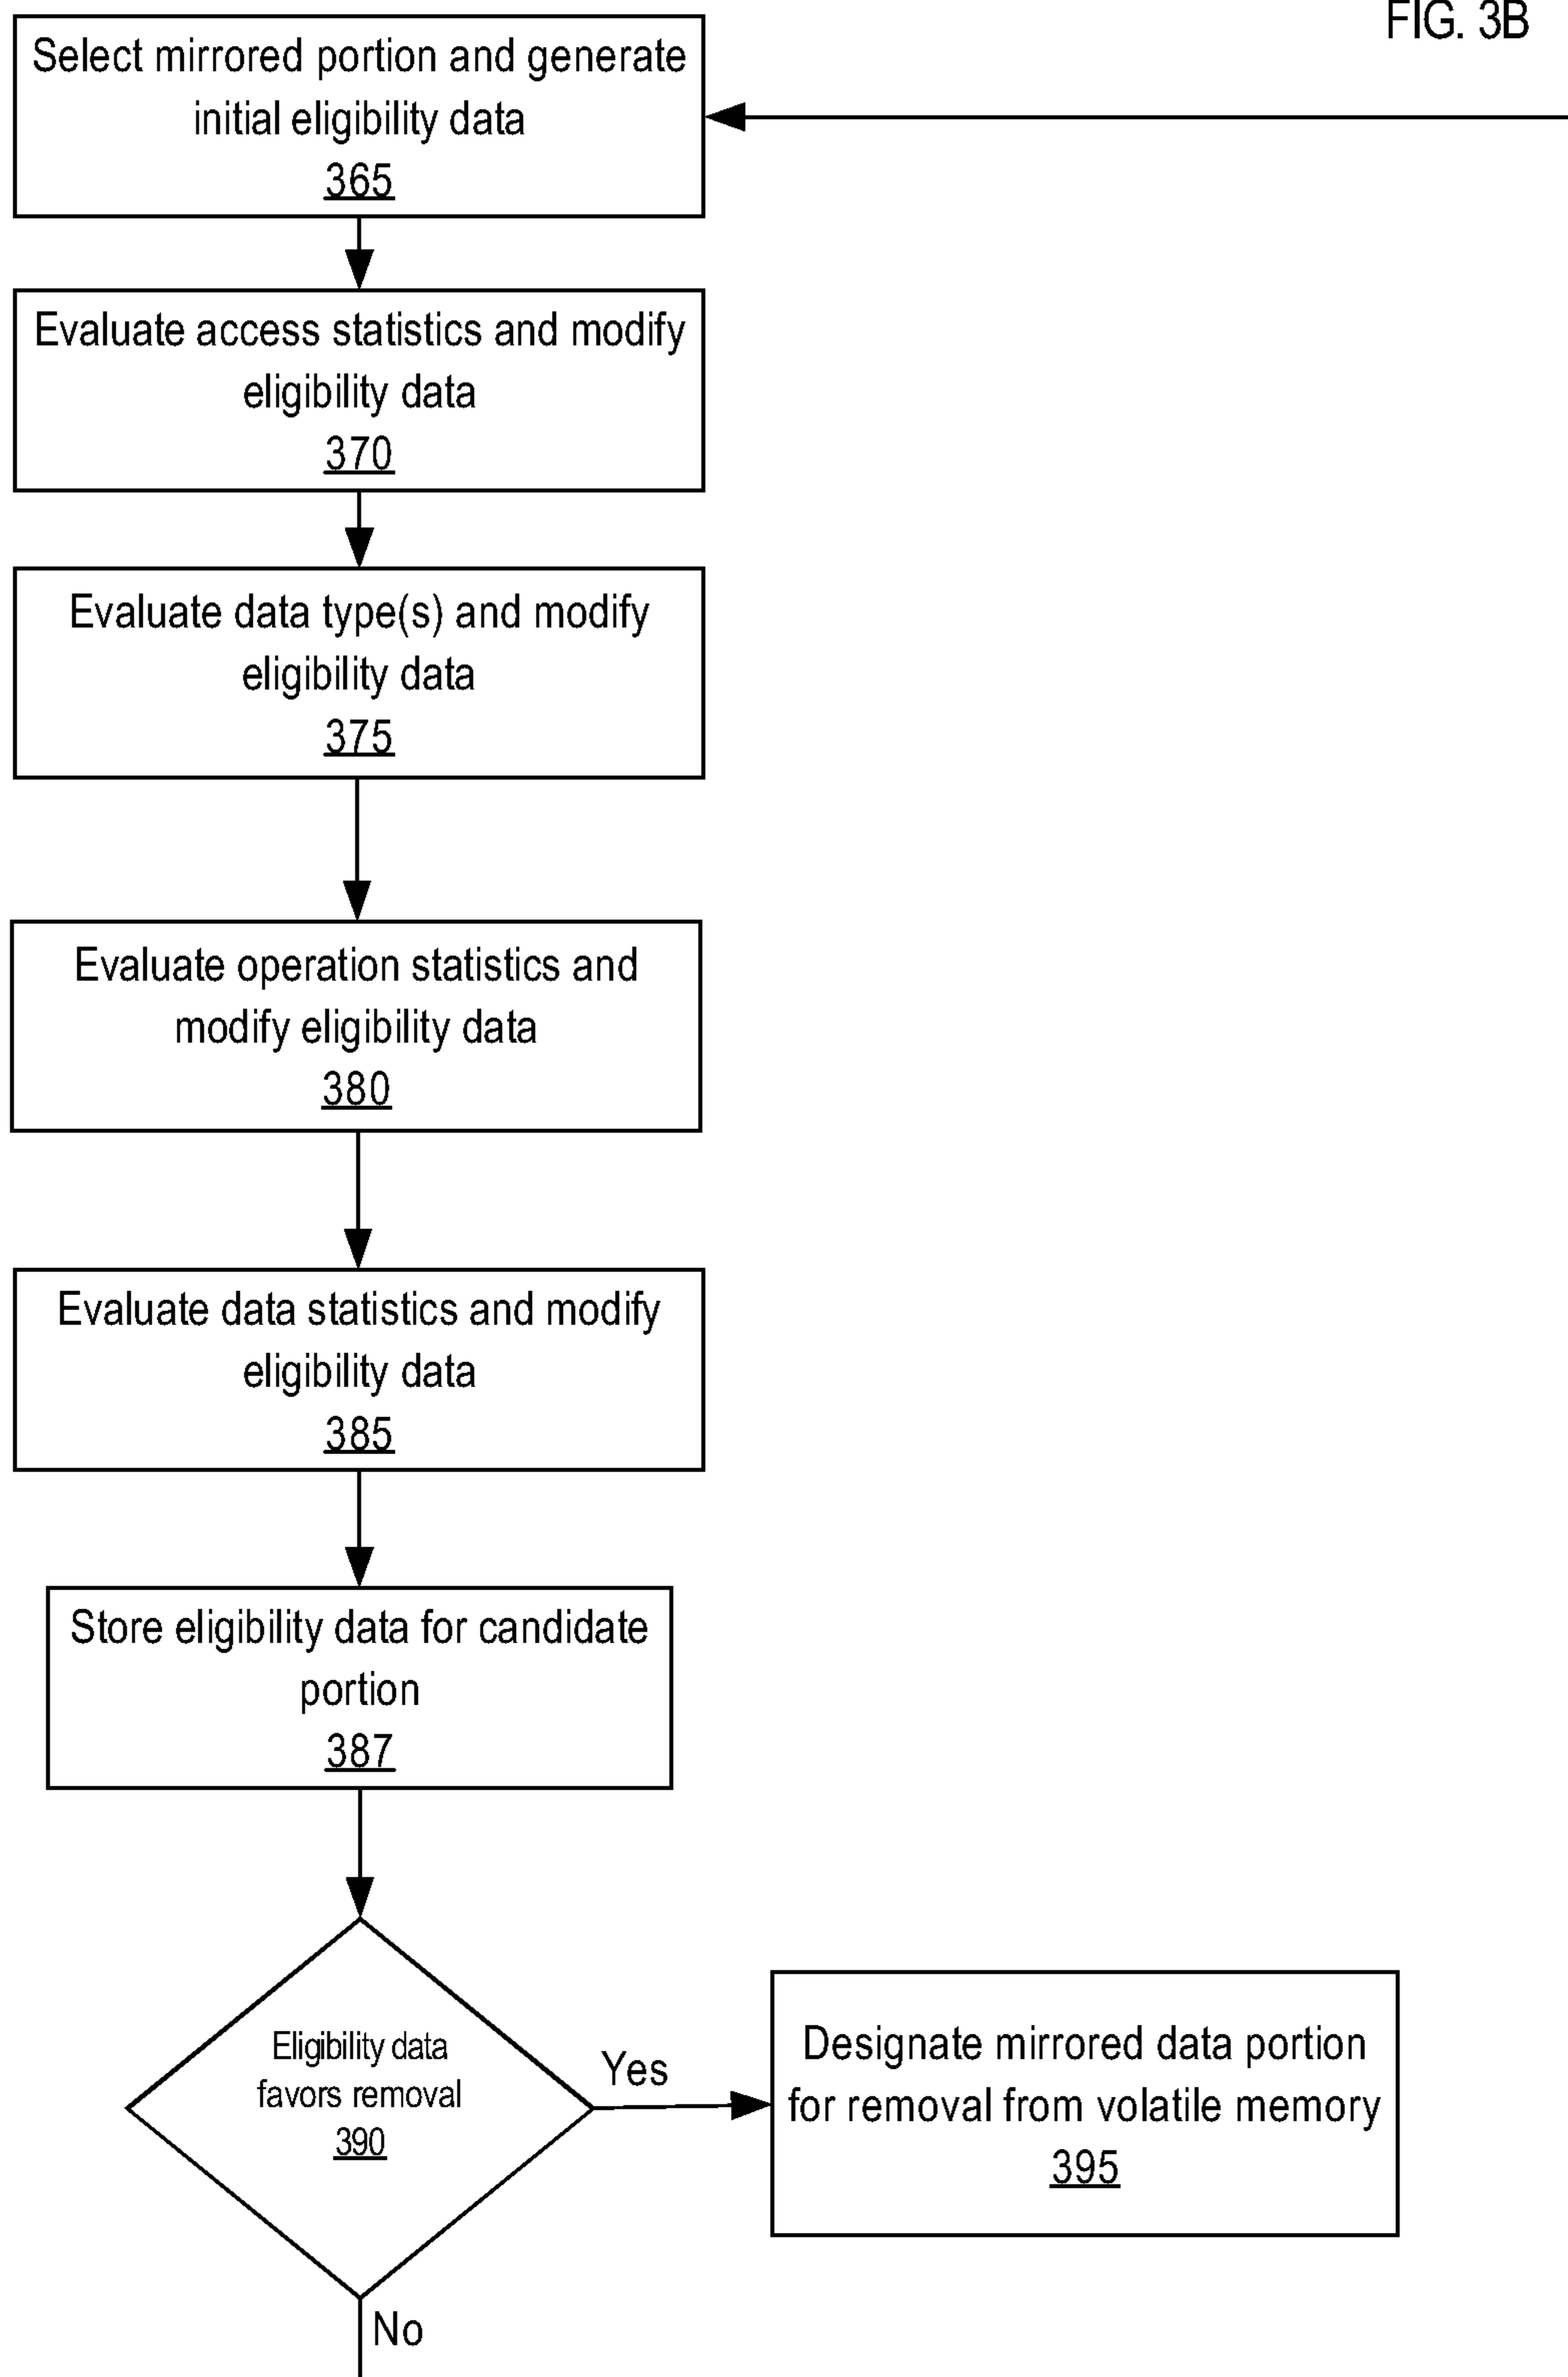 FIG. 3B
Select mirrored portion and generate
initial eligibility data
365
Evaluate access statistics and modify
eligibility data
370
Evaluate data type(s) and modify
eligibility data
375
Evaluate operation statistics and
modify eligibility data
380
Evaluate data statistics and modify
eligibility data
385
Store eligibility data for candidate
portion
387
Eligibility data
favors removal
390
Yes
Designate mirrored data portion
for removal from volatile memory
395
No